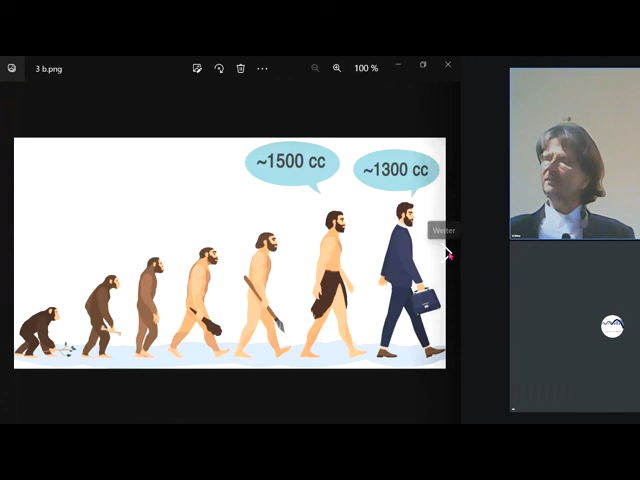 3 b.png
100 %
~1500 cc
~1300 cc
Weiter